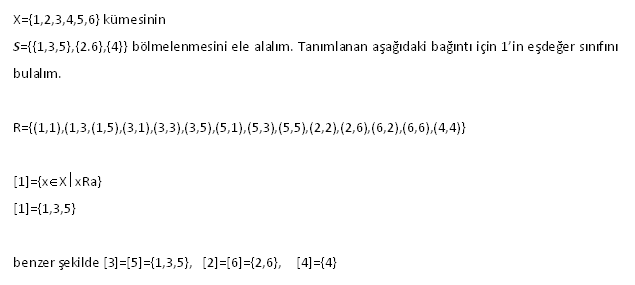 X={1,2,3,4,5,6} kümesinin
S={{1,3,5},{2.6},{4}} bölmelenmesini ele alalım. Tanımlanan aşağıdaki bağıntı için 1'in eşdeğer sınıfını
bulalım.
R={(1,1),(1,3,(1,5),(3,1),(3,3),(3,5),(5,1),(5,3),(5,5),(2,2),(2,6),(6,2),(6,6),(4,4)}
[1]={x∈X|xRa}
[1]={1,3,5}
benzer şekilde [3]=[5]={1,3,5}, [2]=[6]={2,6}, [4]={4}